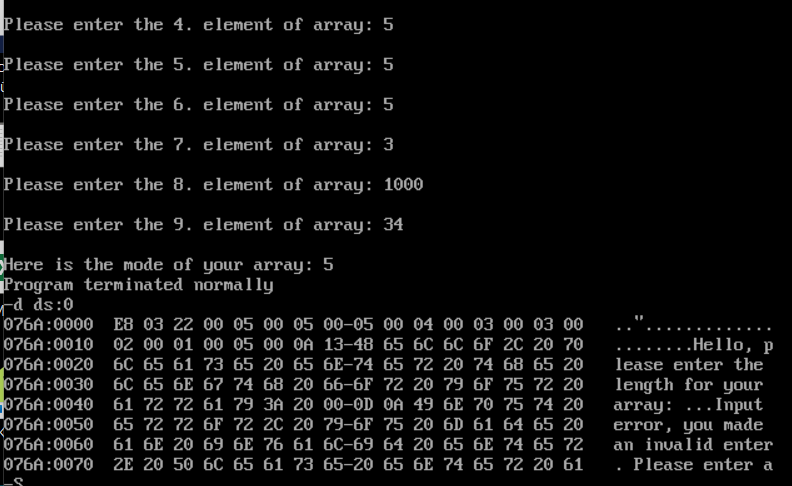 Please enter the 4. element of array: 5
Please enter the 5. element of array: 5
Please enter the 6. element of array: 5
Please enter the 7. element of array: 3
Please enter the 8. element of array: 1000
Please enter the 9. element of array: 34
Here is the mode of your array: 5
Program terminated normally
-d ds:0
076A:0000  E8 03 22 00 05 00 05 00-05 00 04 00 03 00 03 00   ..".............
076A:0010  02 00 01 00 05 00 0A 13-48 65 6C 6C 6F 2C 20 70   ........Hello, p
076A:0020  6C 65 61 73 65 20 65 6E-74 65 72 20 74 68 65 20   lease enter the
076A:0030  6C 65 6E 67 74 68 20 66-6F 72 20 79 6F 75 72 20   length for your
076A:0040  61 72 72 61 79 3A 20 00-0D 0A 49 6E 70 75 74 20   array: ...Input
076A:0050  65 72 72 6F 72 2C 20 79-6F 75 20 6D 61 64 65 20   error, you made
076A:0060  61 6E 20 69 6E 76 61 6C-69 64 20 65 6E 74 65 72   an invalid enter
076A:0070  2E 20 50 6C 65 61 73 65-20 65 6E 74 65 72 20 61   . Please enter a